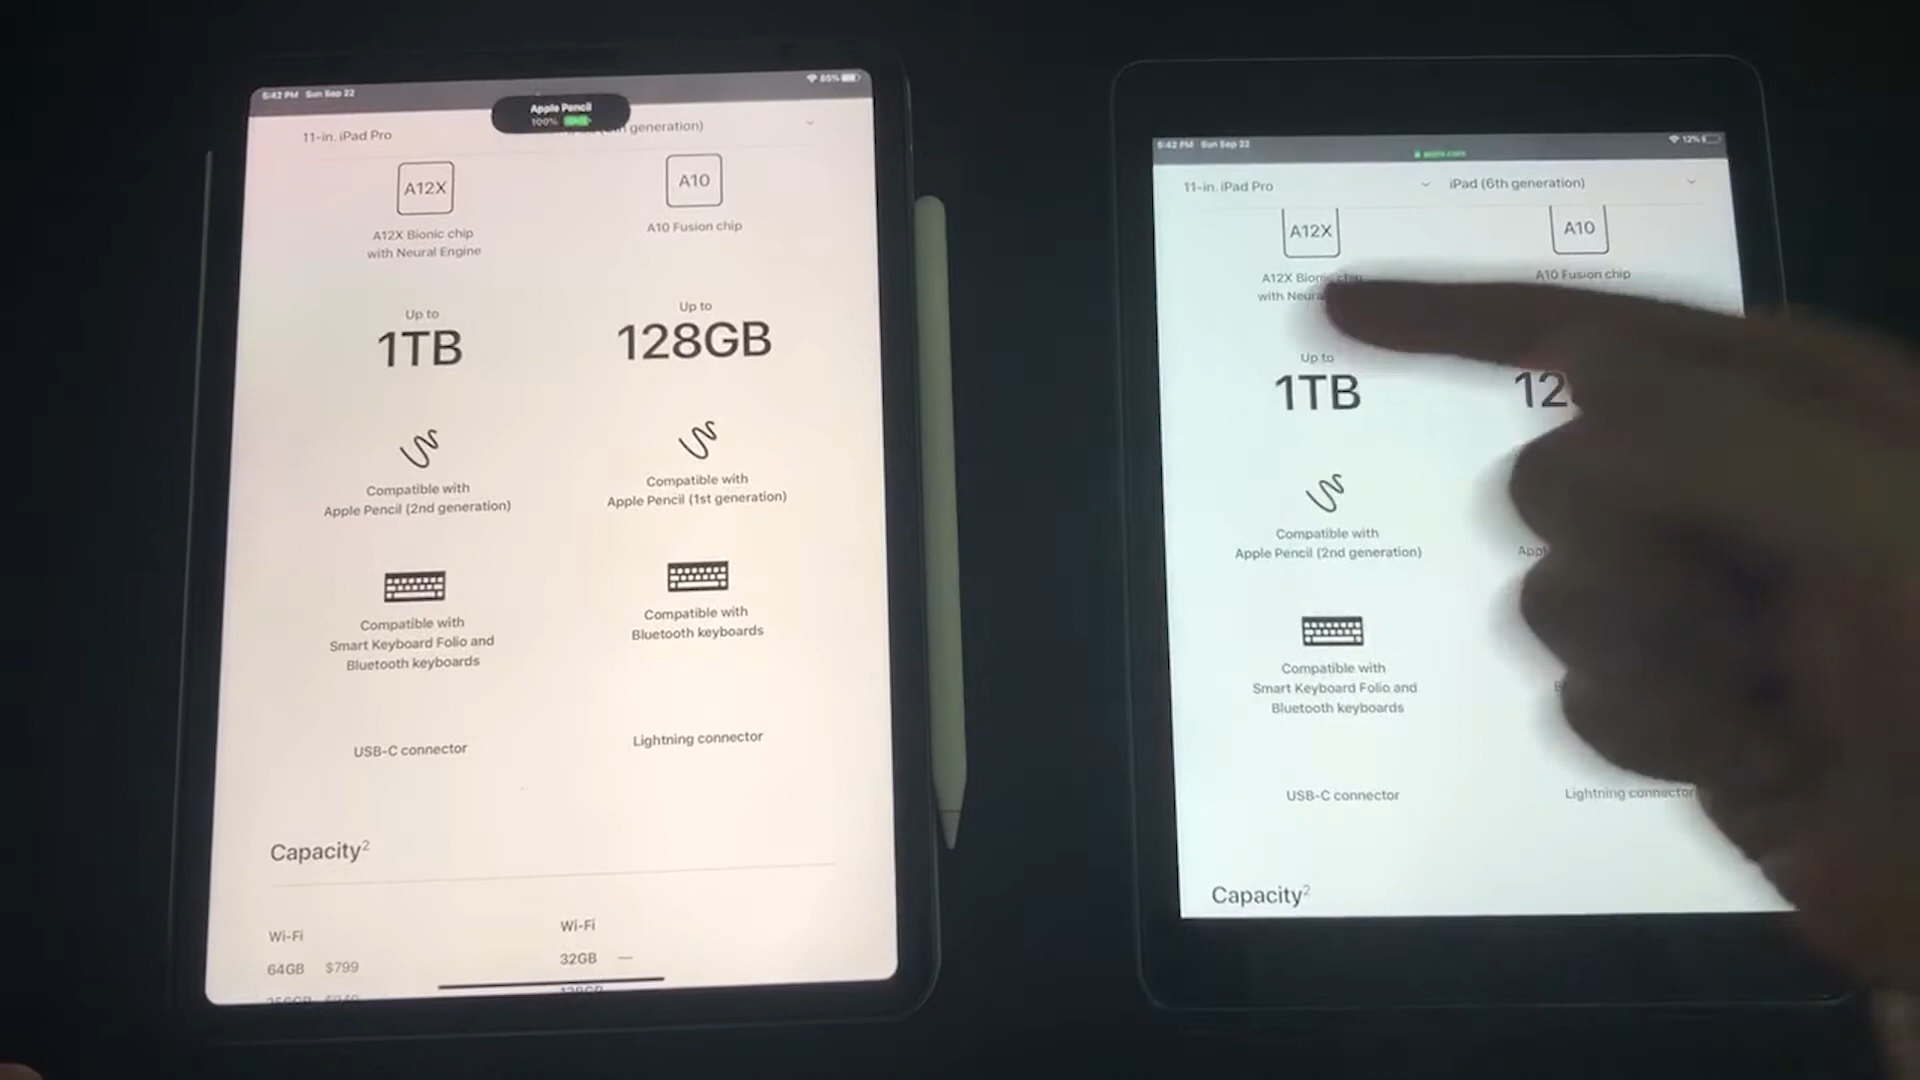 5:42 PM Sun Sep 22
85%
Apple Pencil
100%
11-in. iPad Pro
generation)
A12X
A10
A12X Bionic chip
with Neural Engine
A10 Fusion chip
Up to
1TB
Up to
128GB
Compatible with
Apple Pencil (2nd generation)
Compatible with
Apple Pencil (1st generation)
Compatible with
Smart Keyboard Folio and
Bluetooth keyboards
Compatible with
Bluetooth keyboards
USB-C connector
Lightning connector
Capacity2
Wi-Fi
64GB $799
Wi-Fi
32GB —
128GB
5:42 PM Sun Sep 22
12%
11-in. iPad Pro
iPad (6th generation)
A12X
A10
A12X Bionic chip
with
A10 Fusion chip
Up to
1TB
Compatible with
Apple Pencil (2nd generation)
Compatible with
Smart Keyboard Folio and
Bluetooth keyboards
USB-C connector
Lightning connector
Capacity2